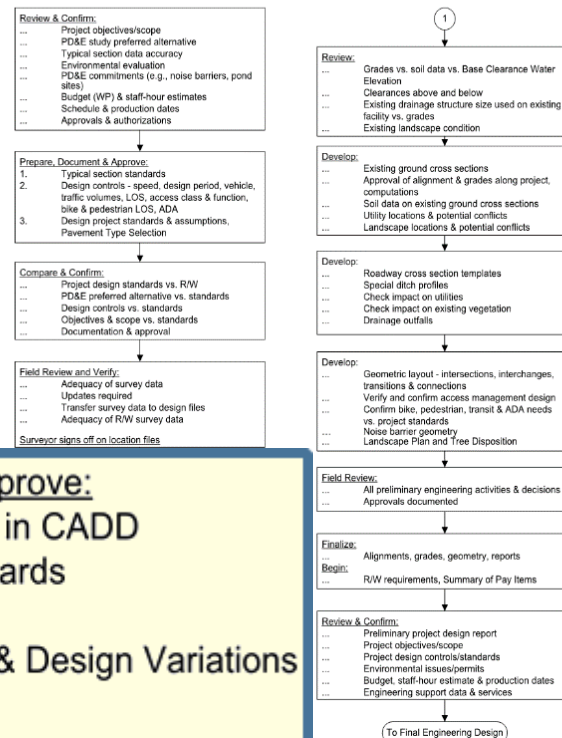 Review & Confirm:
... Project objectives/scope
... PD&E study preferred alternative
... Typical section data accuracy
... Environmental evaluation
... PD&E commitments (e.g., noise barriers, pond
sites)
... Budget (WP) & staff-hour estimates
... Schedule & production dates
... Approvals & authorizations
Prepare, Document & Approve:
1. Typical section standards
2. Design controls - speed, design period, vehicle,
traffic volumes, LOS, access class & function,
bike & pedestrian LOS, ADA
3. Design project standards & assumptions,
Pavement Type Selection
Compare & Confirm:
... Project design standards vs. R/W
... PD&E preferred alternative vs. standards
... Design controls vs. standards
... Objectives & scope vs. standards
... Documentation & approval
Field Review and Verify:
... Adequacy of survey data
... Updates required
... Transfer survey data to design files
... Adequacy of R/W survey data
Surveyor signs off on location files
prove:
in CADD
ards
& Design Variations
1
Review:
... Grades vs. soil data vs. Base Clearance Water
Elevation
... Clearances above and below
... Existing drainage structure size used on existing
facility vs. grades
... Existing landscape condition
Develop:
... Existing ground cross sections
... Approval of alignment & grades along project,
computations
... Soil data on existing ground cross sections
... Utility locations & potential conflicts
... Landscape locations & potential conflicts
Develop:
... Roadway cross section templates
... Special ditch profiles
... Check impact on utilities
... Check impact on existing vegetation
... Drainage outfalls
Develop:
... Geometric layout - intersections, interchanges,
transitions & connections
... Verify and confirm access management design
... Confirm bike, pedestrian, transit & ADA needs
vs. project standards
... Noise barrier geometry
... Landscape Plan and Tree Disposition
Field Review:
... All preliminary engineering activities & decisions
... Approvals documented
Finalize:
... Alignments, grades, geometry, reports
Begin:
... R/W requirements, Summary of Pay Items
Review & Confirm:
... Preliminary project design report
... Project objectives/scope
... Project design controls/standards
... Environmental issues/permits
... Budget, staff-hour estimate & production dates
... Engineering support data & services
To Final Engineering Design